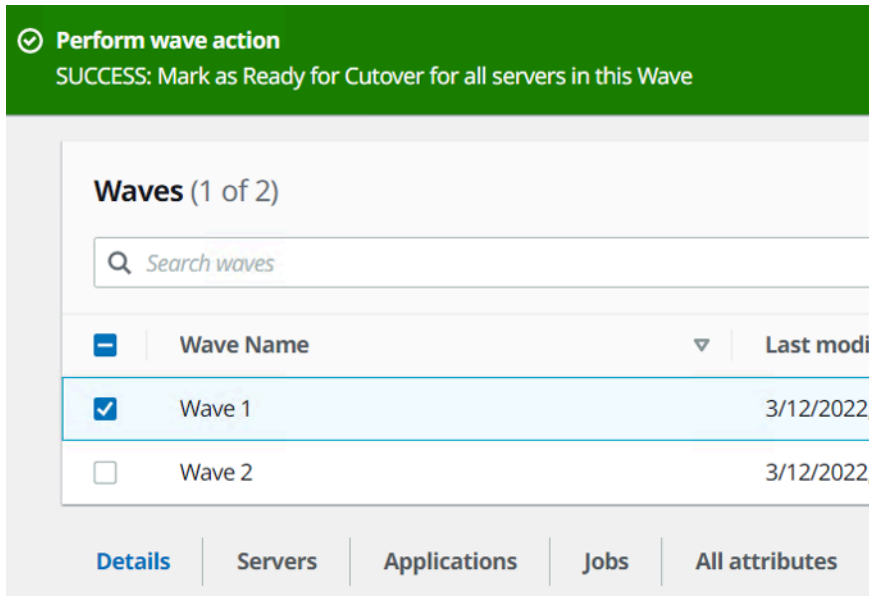 Perform wave action
SUCCESS: Mark as Ready for Cutover for all servers in this Wave
Waves (1 of 2)
Search waves
Wave Name Last modi
Wave 1 3/12/2022,
Wave 2 3/12/2022,
Details Servers Applications Jobs All attributes